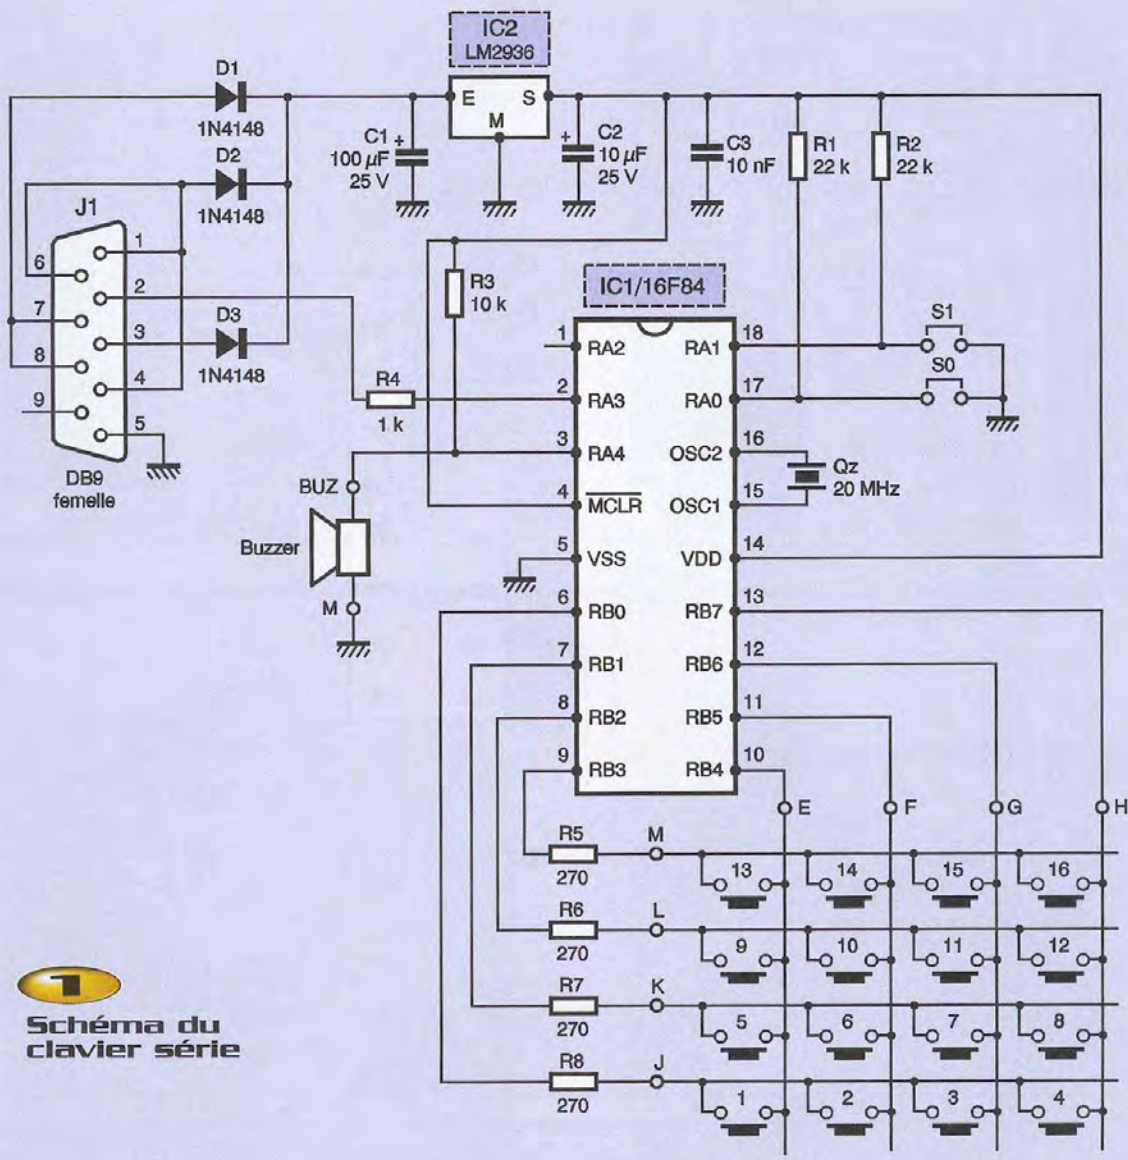 IC2
LM2936
D1
1N4148
E
S
M
C1
+
100 µF
25 V
+
C2
10 µF
25 V
C3
10 nF
R1
22 k
R2
22 k
D2
1N4148
J1
1
6
2
7
3
8
4
9
5
DB9
femelle
D3
1N4148
R3
10 k
R4
1 k
IC1/16F84
1
RA2
2
RA3
3
RA4
4
MCLR
5
VSS
6
RB0
7
RB1
8
RB2
9
RB3
RA1
18
RA0
17
OSC2
16
OSC1
15
VDD
14
RB7
13
RB6
12
RB5
11
RB4
10
S1
S0
Qz
20 MHz
BUZ
Buzzer
M
E
F
G
H
R5
270
M
13
14
15
16
R6
270
L
9
10
11
12
R7
270
K
5
6
7
8
R8
270
J
1
2
3
4
1
Schéma du
clavier série